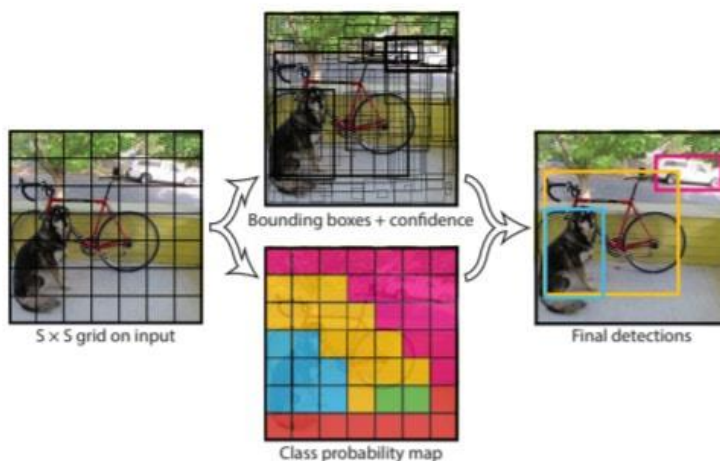 Bounding boxes + confidence
S × S grid on input
Final detections
Class probability map